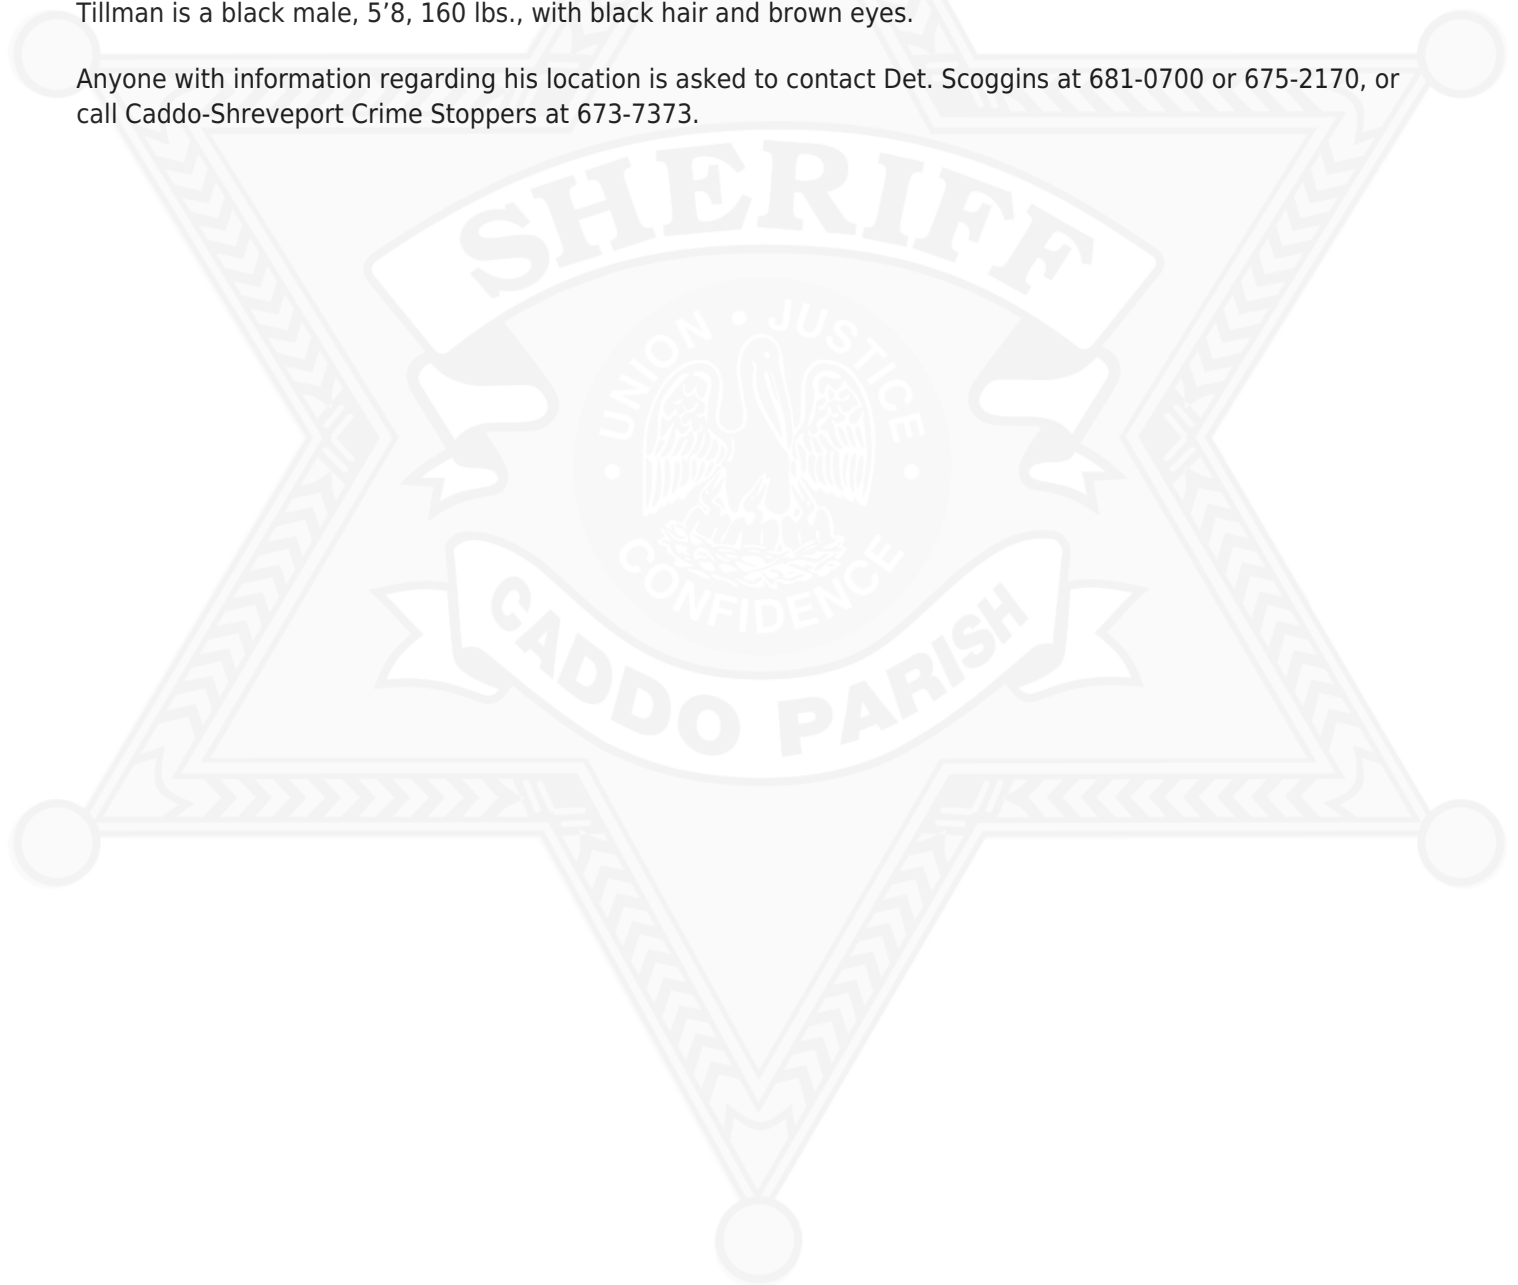 Tillman is a black male, 5’8, 160 lbs., with black hair and brown eyes.
Anyone with information regarding his location is asked to contact Det. Scoggins at 681-0700 or 675-2170, or
call Caddo-Shreveport Crime Stoppers at 673-7373.
SHERIFF
UNION • JUSTICE
• CONFIDENCE •
CADDO PARISH